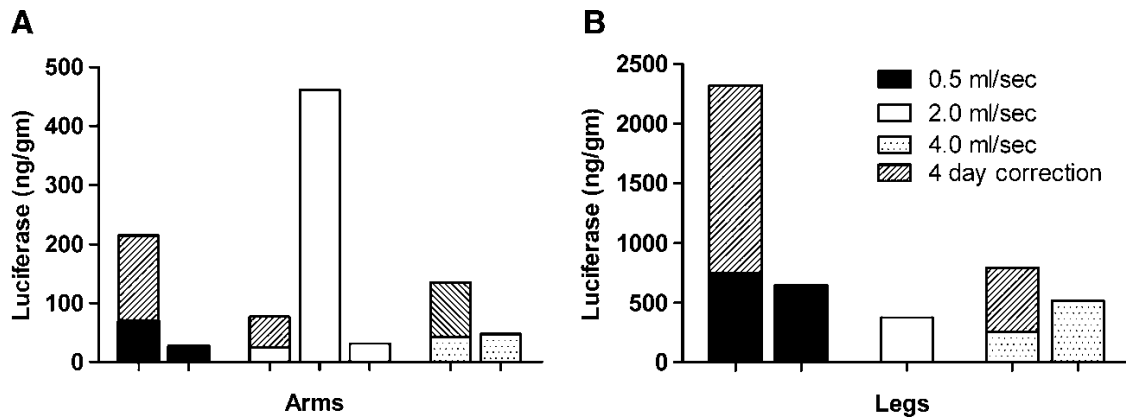 A
Luciferase (ng/gm)
500
400
300
200
100
0
Arms
B
Luciferase (ng/gm)
2500
2000
1500
1000
500
0
Legs
0.5 ml/sec
2.0 ml/sec
4.0 ml/sec
4 day correction